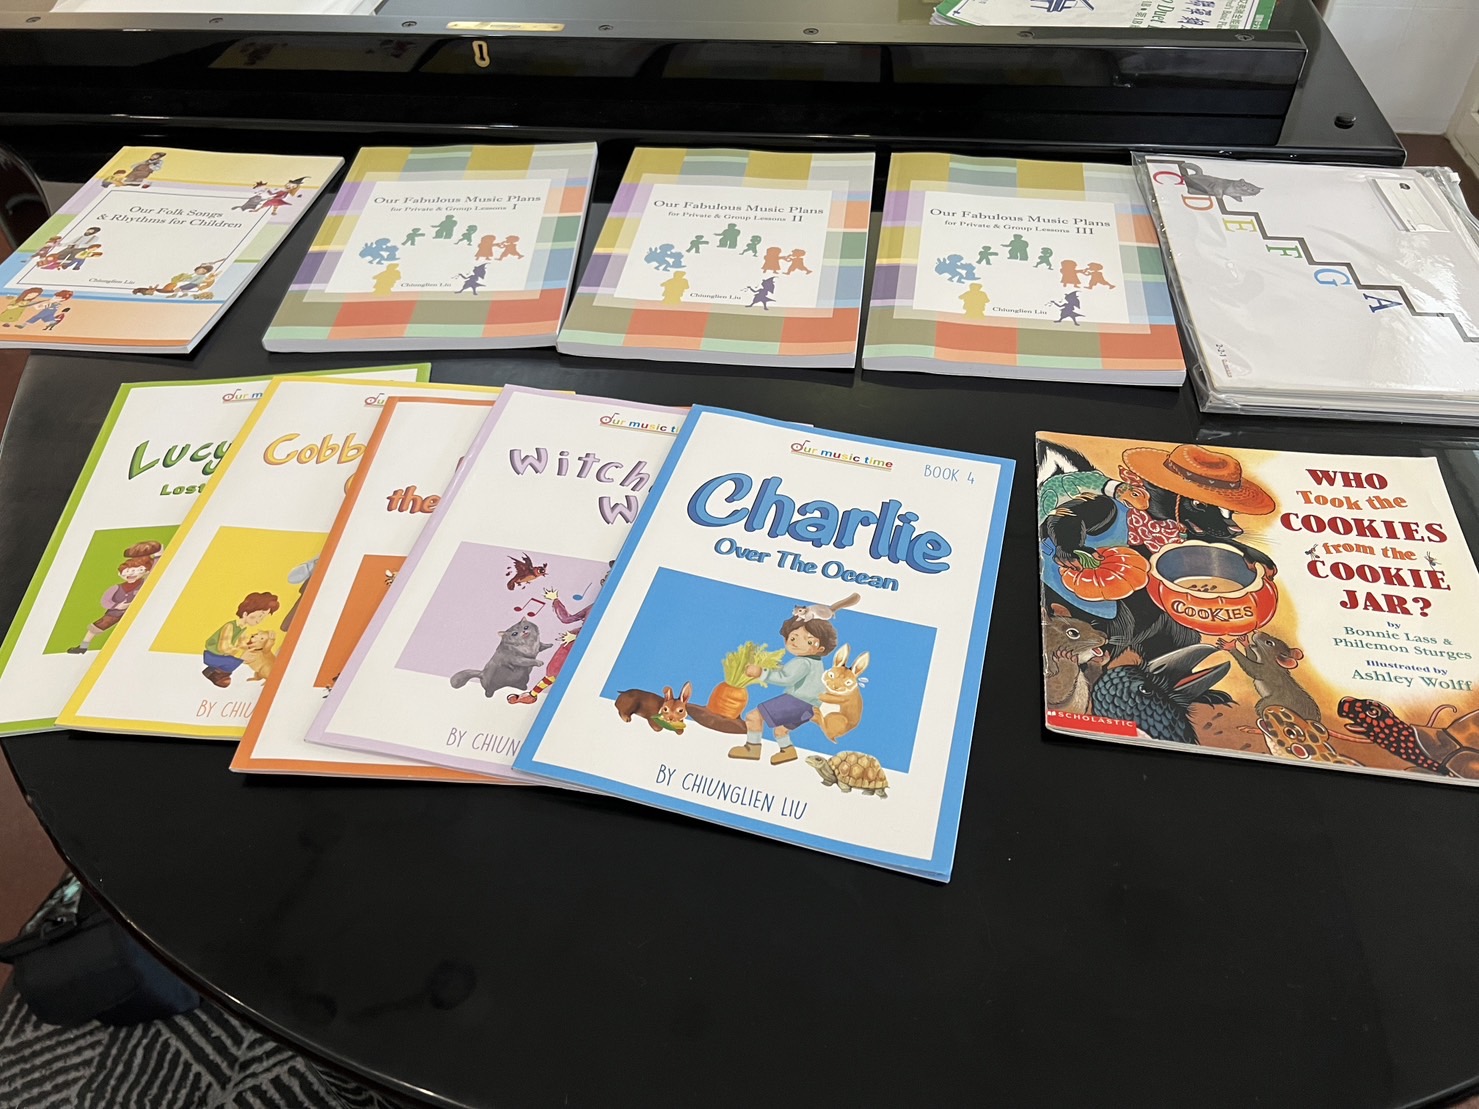 Duet
Our Folk Songs
& Rhythms for Children
Chiunglien Liu
Our Fabulous Music Plans
for Private & Group Lessons I
Chiunglien Liu
Our Fabulous Music Plans
for Private & Group Lessons II
Chiunglien Liu
Our Fabulous Music Plans
for Private & Group Lessons III
Chiunglien Liu
C
D
E
F
G
A
Lucy
Lost
Cobb
BY CHIU
the
our music ti
Witch
W
BY CHIUN
our music time
BOOK 4
Charlie
Over The Ocean
BY CHIUNGLIEN LIU
WHO
Took the
COOKIES
from the
COOKIE
JAR?
by
Bonnie Lass &
Philemon Sturges
Illustrated by
Ashley Wolff
COOKIES
SCHOLASTIC